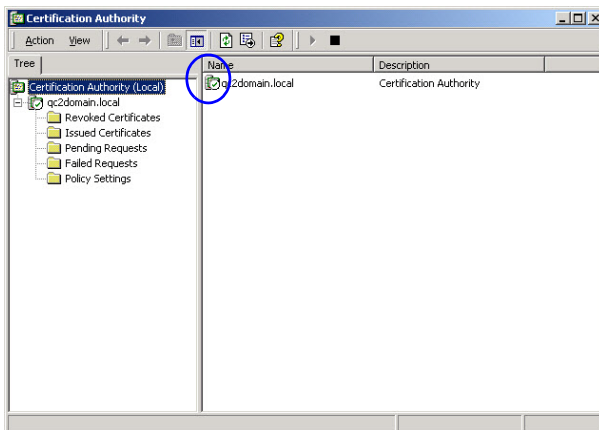 Certification Authority
Action View
Tree
Name Description
Certification Authority (Local)
qc2domain.local Certification Authority
qc2domain.local
Revoked Certificates
Issued Certificates
Pending Requests
Failed Requests
Policy Settings